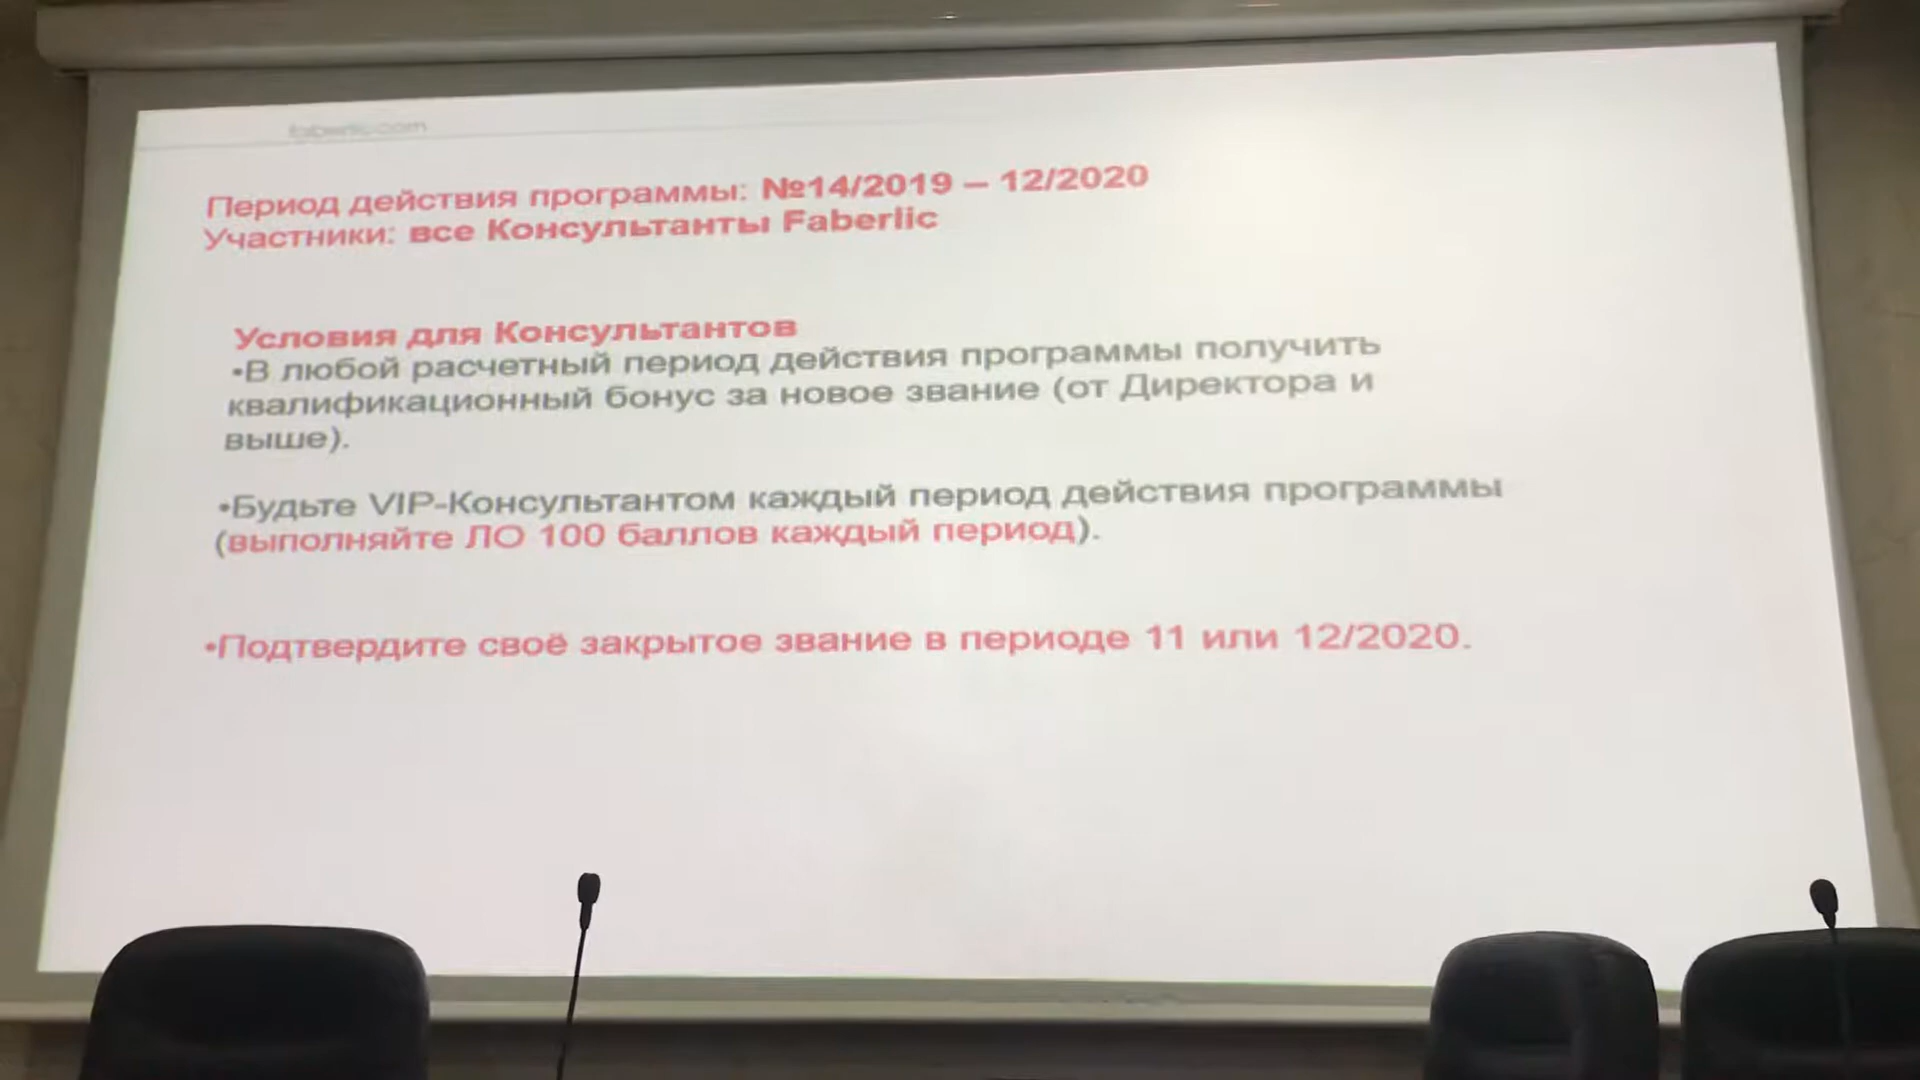 faberlic.com
Период действия программы: №14/2019 – 12/2020
Участники: все Консультанты Faberlic
Условия для Консультантов
•В любой расчетный период действия программы получить
квалификационный бонус за новое звание (от Директора и
выше).
•Будьте VIP-Консультантом каждый период действия программы
(выполняйте ЛО 100 баллов каждый период).
•Подтвердите своё закрытое звание в периоде 11 или 12/2020.